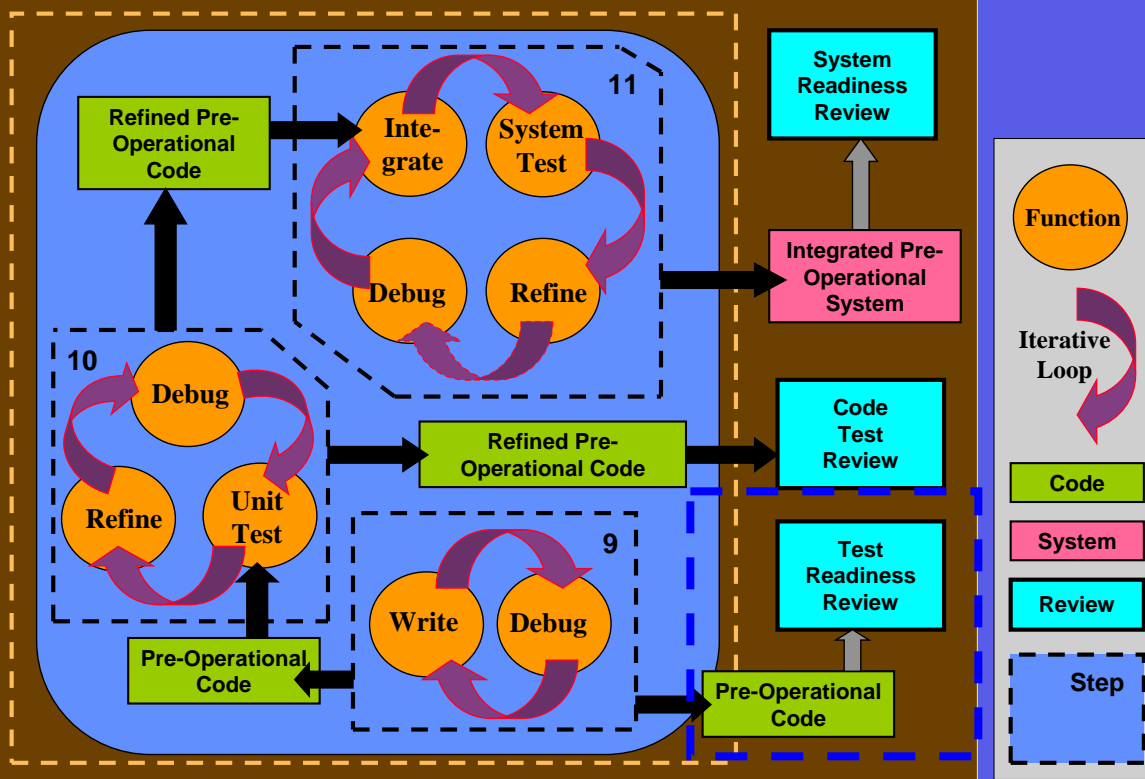 11
Refined Pre-
Operational
Code
Inte-
grate
System
Test
Debug
Refine
System
Readiness
Review
Integrated Pre-
Operational
System
10
Debug
Refine
Unit
Test
Refined Pre-
Operational Code
Code
Test
Review
9
Write
Debug
Pre-Operational
Code
Test
Readiness
Review
Pre-Operational
Code
Function
Iterative
Loop
Code
System
Review
Step